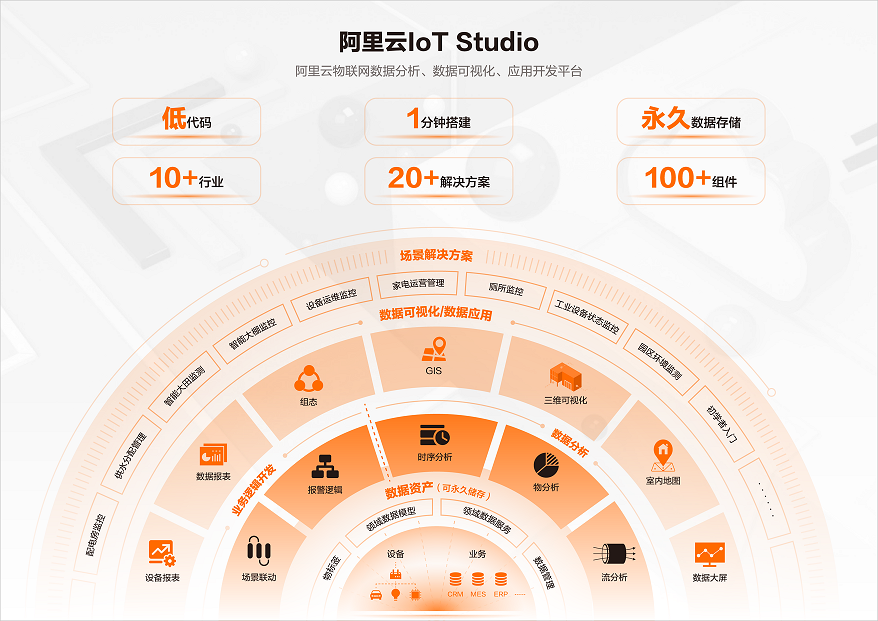 阿里云IoT Studio
阿里云物联网数据分析、数据可视化、应用开发平台
低代码
1分钟搭建
永久数据存储
10+行业
20+解决方案
100+组件
场景解决方案
配电房监控
供水分配管理
智能大田监测
智能大棚监控
设备运维监控
家电运营管理
厕所监控
工业设备状态监控
园区环境监测
初学者入门
......
数据可视化/数据应用
设备报表
数据报表
组态
GIS
三维可视化
室内地图
数据大屏
业务逻辑开发
数据分析
场景联动
报警逻辑
时序分析
物分析
流分析
数据资产(可永久储存)
物标签
领域数据模型
领域数据服务
数据管理
设备
业务
CRM
MES
ERP
......